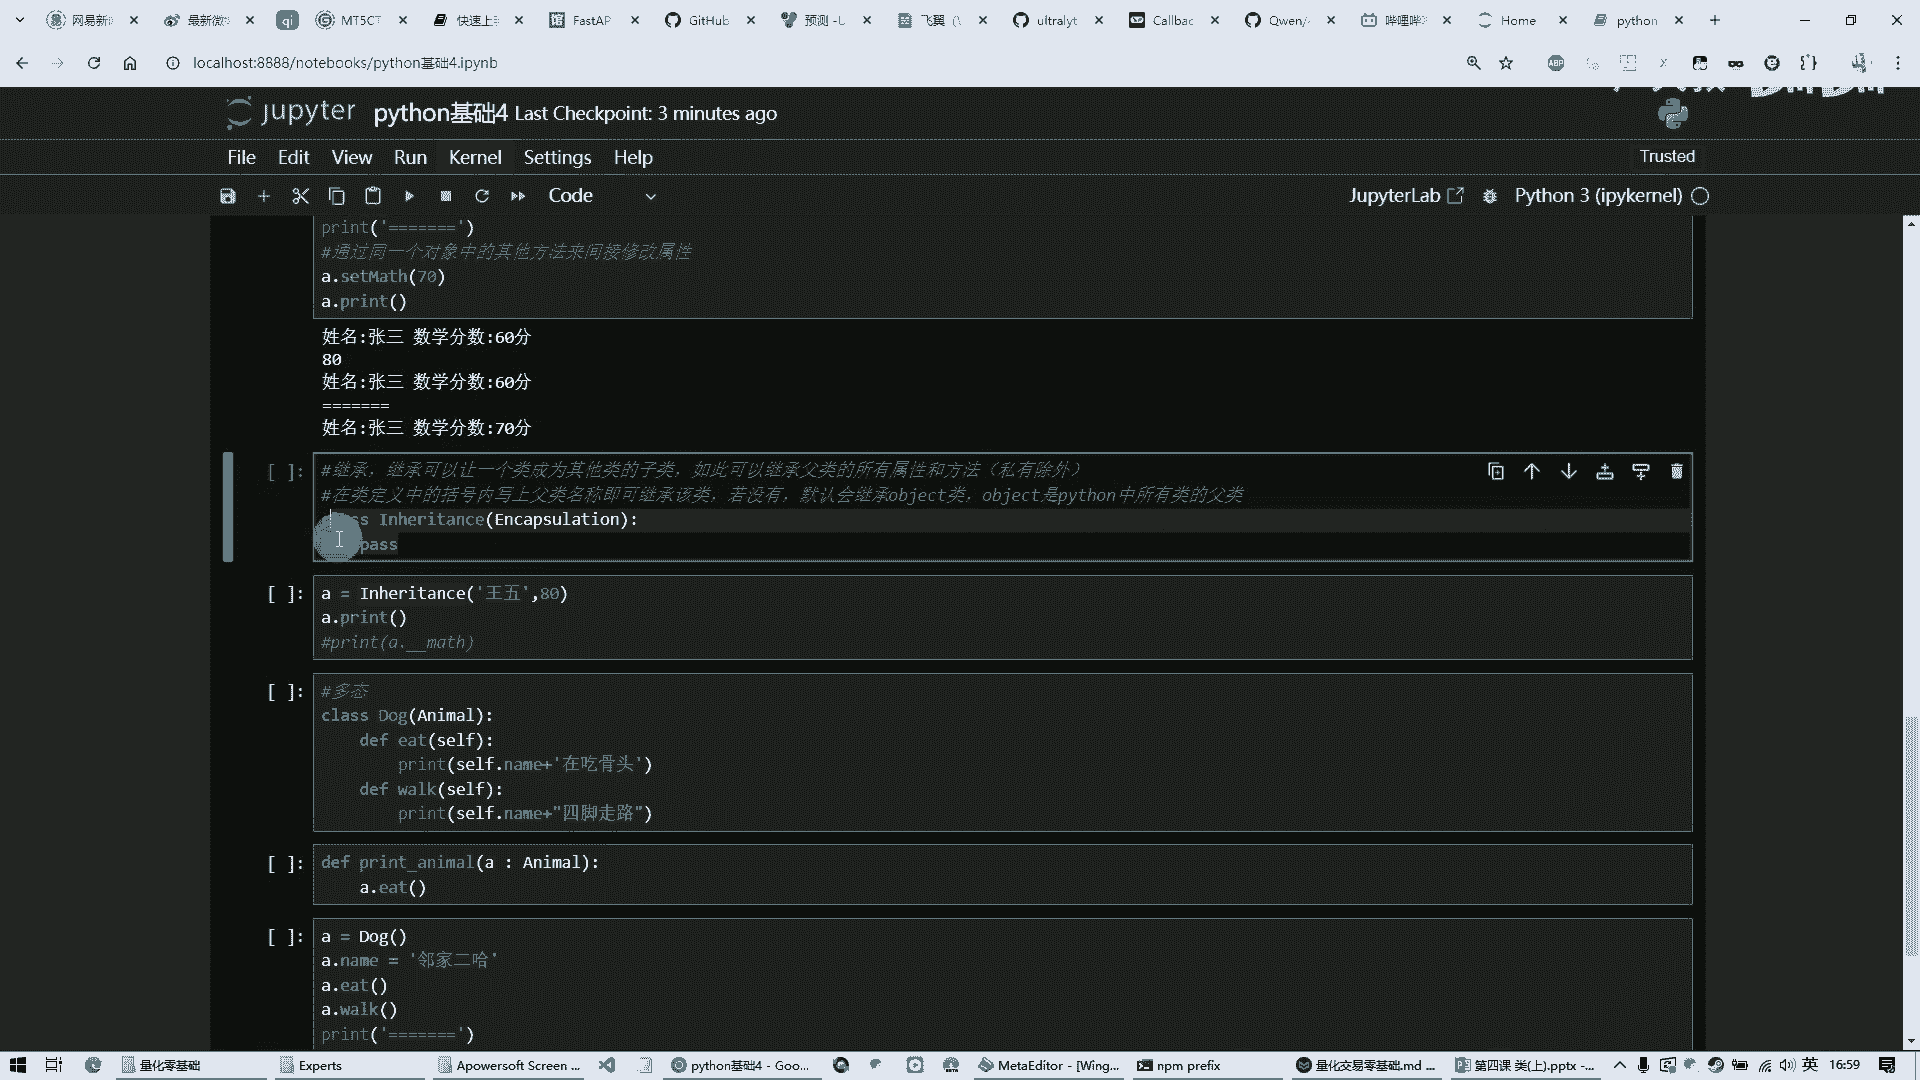 网易新
最新微
qi
MT5CT
快速上手
FastAP
GitHub
预测 - U
飞翼 (V
ultralyt
Callbac
Qwen/
哔哩哔
Home
python
localhost:8888/notebooks/python基础4.ipynb
ABP
jupyter python基础4 Last Checkpoint: 3 minutes ago
File Edit View Run Kernel Settings Help
Trusted
Code
JupyterLab Python 3 (ipykernel)
print('=======')
#通过同一个对象中的其他方法来间接修改属性
a.setMath(70)
a.print()
姓名:张三 数学分数:60分
80
姓名:张三 数学分数:60分
=======
姓名:张三 数学分数:70分
[ ]:
#继承，继承可以让一个类成为其他类的子类，如此可以继承父类的所有属性和方法（私有除外）
#在类定义中的括号内写上父类名称即可继承该类，若没有，默认会继承object类，object是python中所有类的父类
ss Inheritance(Encapsulation):
pass
[ ]:
a = Inheritance('王五',80)
a.print()
#print(a.__math)
[ ]:
#多态
class Dog(Animal):
def eat(self):
print(self.name+'在吃骨头')
def walk(self):
print(self.name+"四脚走路")
[ ]:
def print_animal(a : Animal):
a.eat()
[ ]:
a = Dog()
a.name = '邻家二哈'
a.eat()
a.walk()
print('=======')
量化零基础
Experts
Apowersoft Screen ...
python基础4 - Goo...
MetaEditor - [Wing...
npm prefix
量化交易零基础.md ...
第四课 类(上).pptx -...
英
16:59